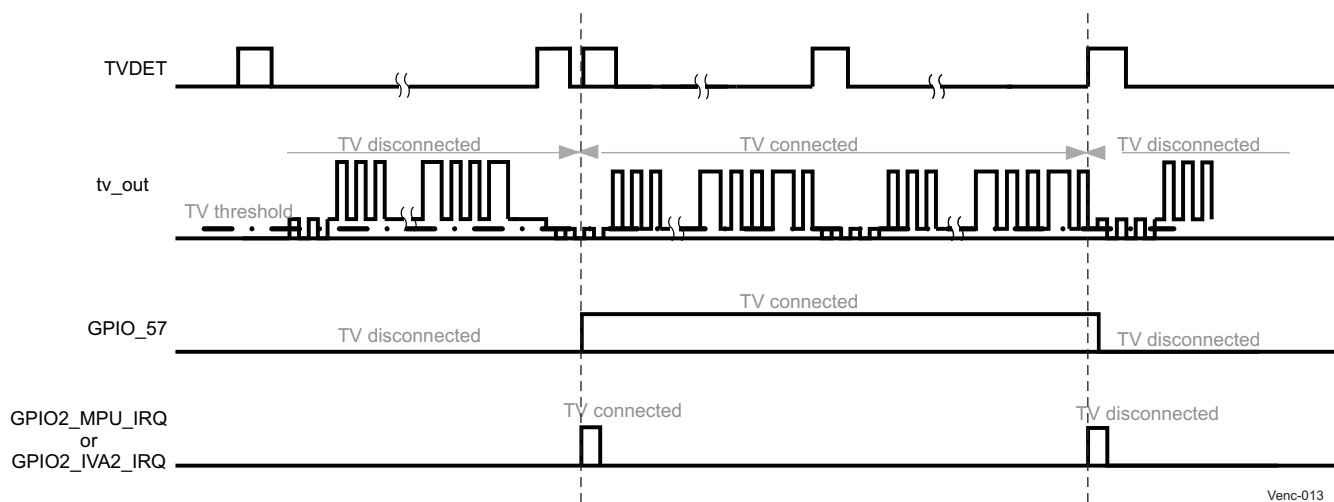 TVDET
TV disconnected
TV connected
TV disconnected
tv_out
TV threshold
TV connected
GPIO_57
TV disconnected
TV disconnected
TV connected
TV disconnected
GPIO2_MPU_IRQ
or
GPIO2_IVA2_IRQ
Venc-013